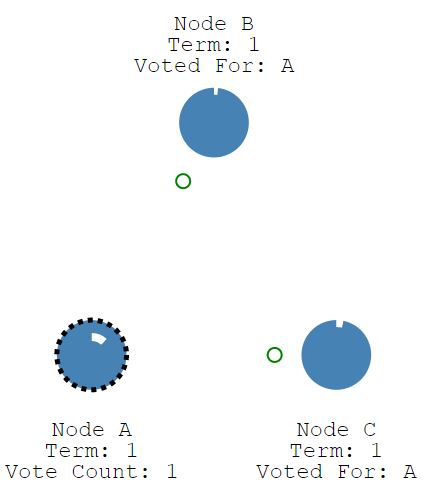 Node B
Term: 1
Voted For: A
Node A
Term: 1
Vote Count: 1
Node C
Term: 1
Voted For: A